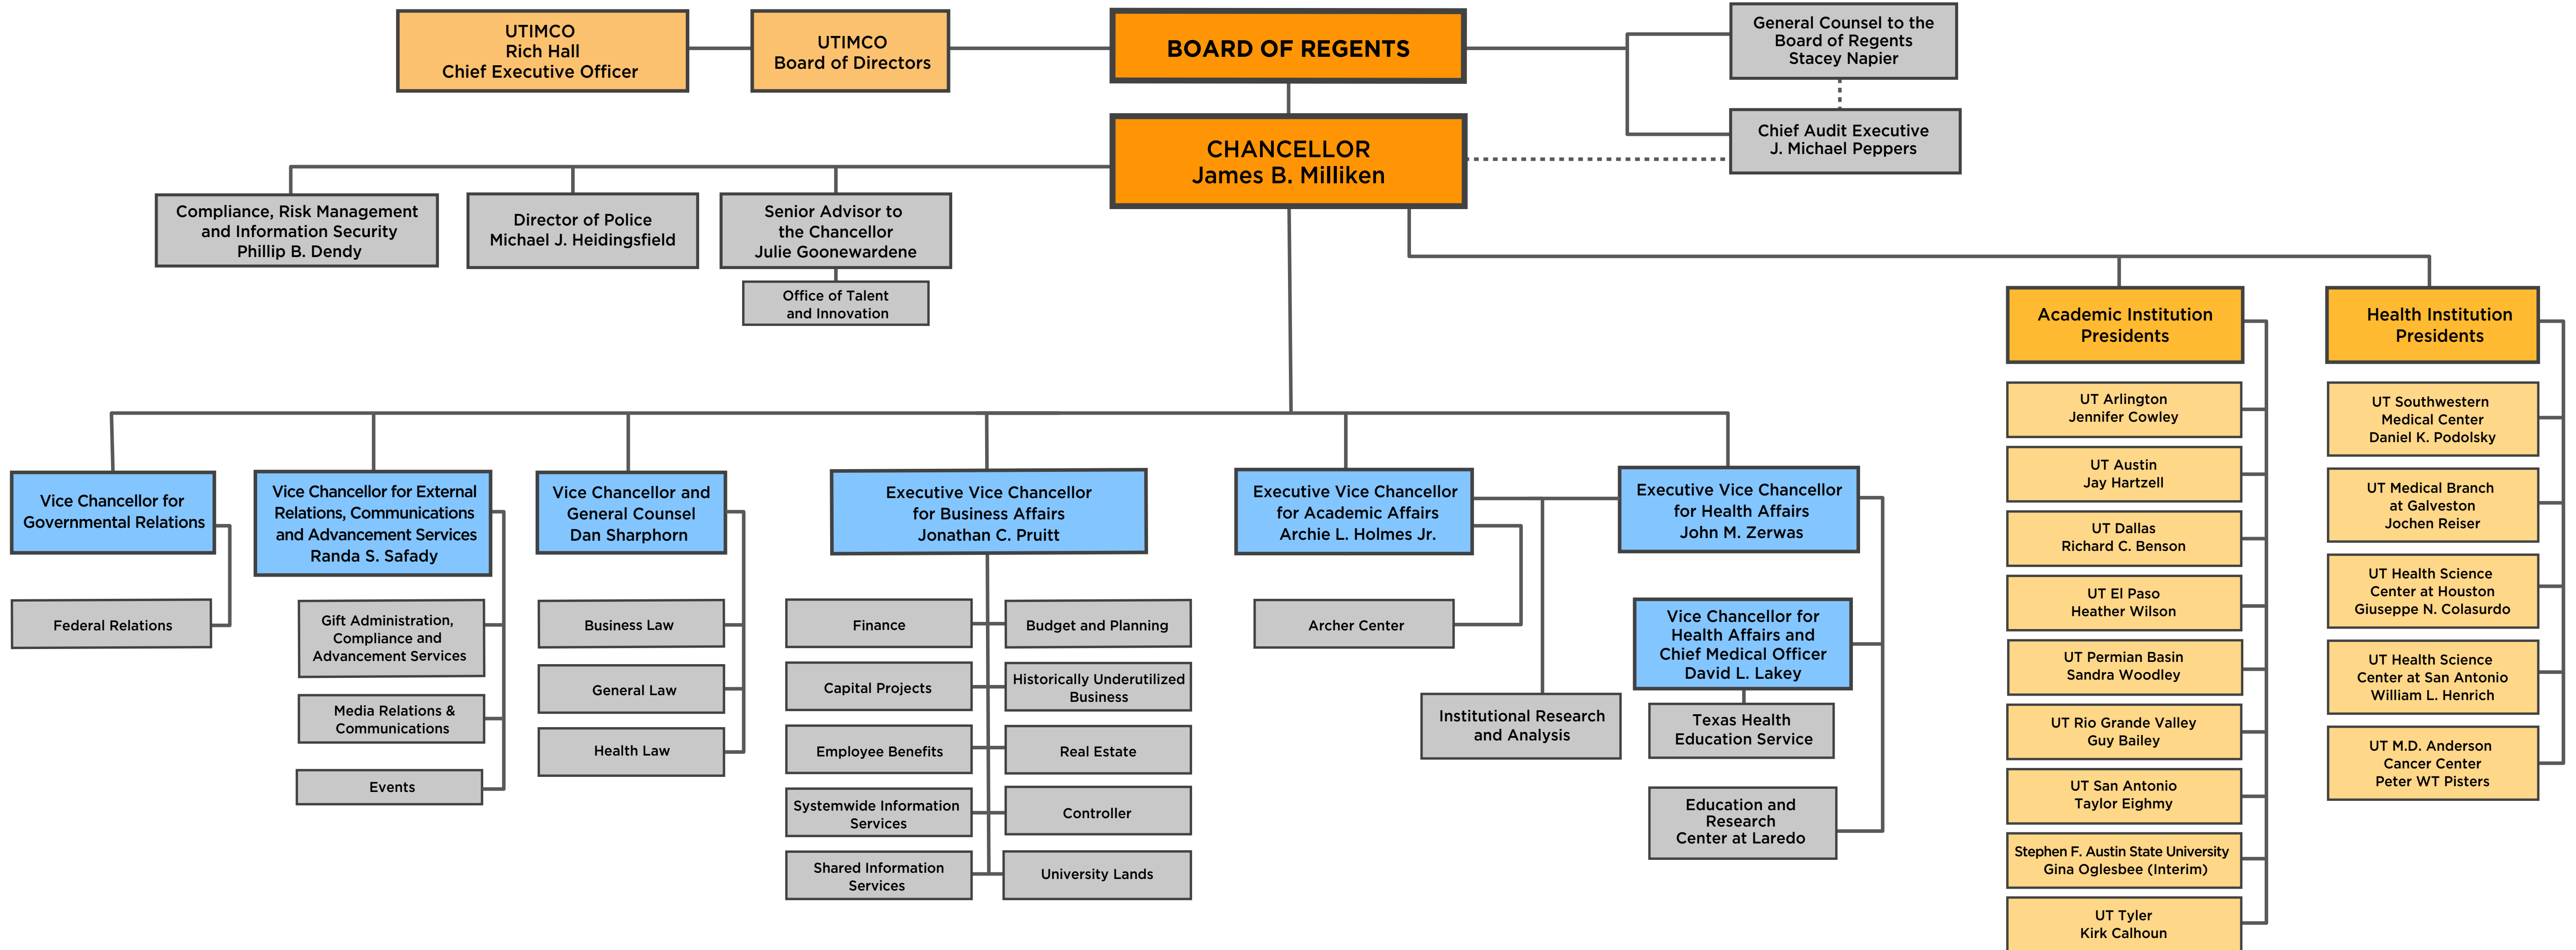 UTIMCO
Rich Hall
Chief Executive Officer
UTIMCO
Board of Directors
BOARD OF REGENTS
General Counsel to the
Board of Regents
Stacey Napier
CHANCELLOR
James B. Milliken
Chief Audit Executive
J. Michael Peppers
Compliance, Risk Management
and Information Security
Phillip B. Dendy
Director of Police
Michael J. Heidingsfield
Senior Advisor to
the Chancellor
Julie Goonewardene
Office of Talent
and Innovation
Vice Chancellor for
Governmental Relations
Federal Relations
Vice Chancellor for External
Relations, Communications
and Advancement Services
Randa S. Safady
Gift Administration,
Compliance and
Advancement Services
Media Relations &
Communications
Events
Vice Chancellor and
General Counsel
Dan Sharphorn
Business Law
General Law
Health Law
Executive Vice Chancellor
for Business Affairs
Jonathan C. Pruitt
Finance
Budget and Planning
Capital Projects
Historically Underutilized
Business
Employee Benefits
Real Estate
Systemwide Information
Services
Controller
Shared Information
Services
University Lands
Executive Vice Chancellor
for Academic Affairs
Archie L. Holmes Jr.
Archer Center
Institutional Research
and Analysis
Executive Vice Chancellor
for Health Affairs
John M. Zerwas
Vice Chancellor for
Health Affairs and
Chief Medical Officer
David L. Lakey
Texas Health
Education Service
Education and
Research
Center at Laredo
Academic Institution
Presidents
UT Arlington
Jennifer Cowley
UT Austin
Jay Hartzell
UT Dallas
Richard C. Benson
UT El Paso
Heather Wilson
UT Permian Basin
Sandra Woodley
UT Rio Grande Valley
Guy Bailey
UT San Antonio
Taylor Eighmy
Stephen F. Austin State University
Gina Oglesbee (Interim)
UT Tyler
Kirk Calhoun
Health Institution
Presidents
UT Southwestern
Medical Center
Daniel K. Podolsky
UT Medical Branch
at Galveston
Jochen Reiser
UT Health Science
Center at Houston
Giuseppe N. Colasurdo
UT Health Science
Center at San Antonio
William L. Henrich
UT M.D. Anderson
Cancer Center
Peter WT Pisters